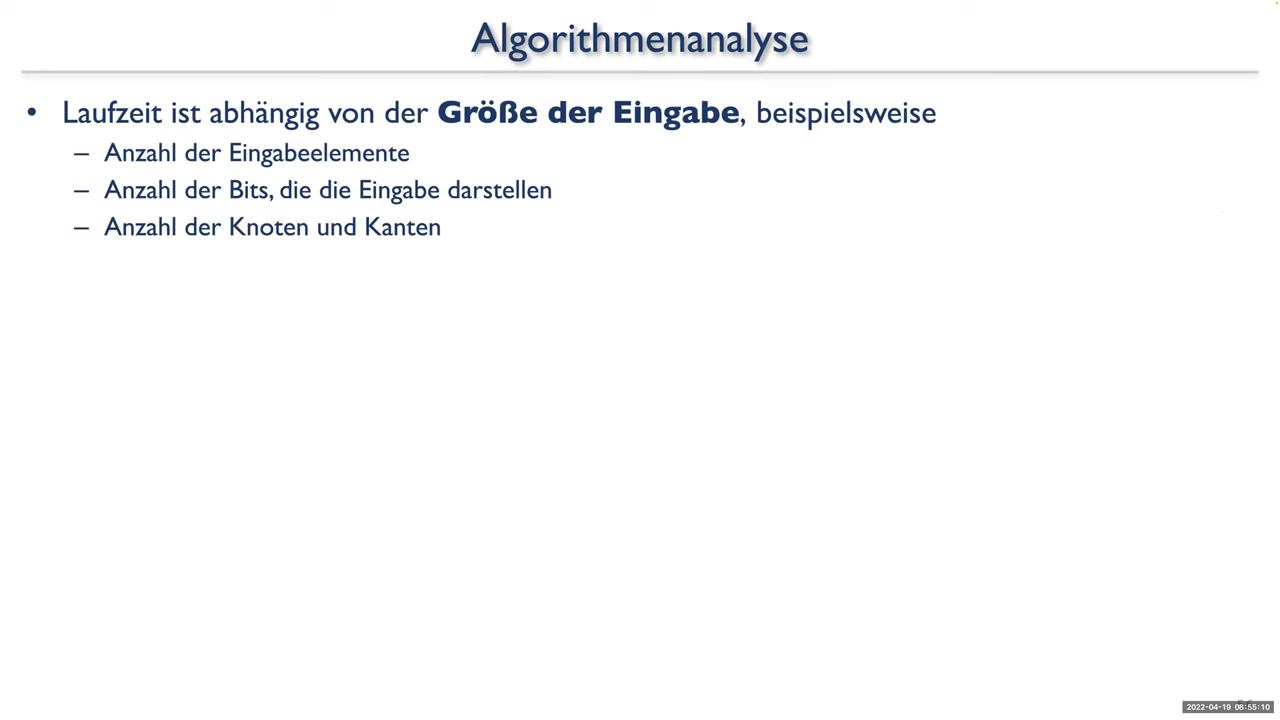 Algorithmenanalyse
• Laufzeit ist abhängig von der Größe der Eingabe, beispielsweise
– Anzahl der Eingabeelemente
– Anzahl der Bits, die die Eingabe darstellen
– Anzahl der Knoten und Kanten
2022-04-19 08:55:10